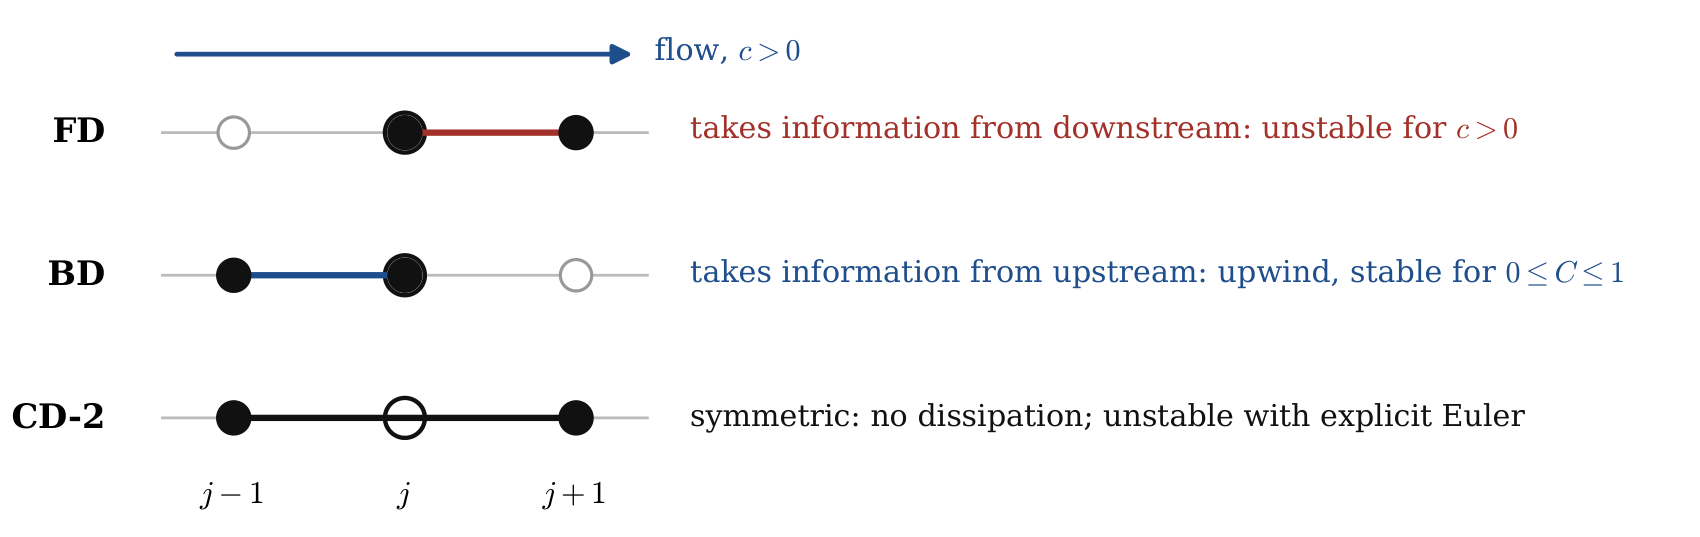 flow, c > 0
FD takes information from downstream: unstable for c > 0
BD takes information from upstream: upwind, stable for 0 ≤ C ≤ 1
CD-2 symmetric: no dissipation; unstable with explicit Euler
j − 1 j j + 1